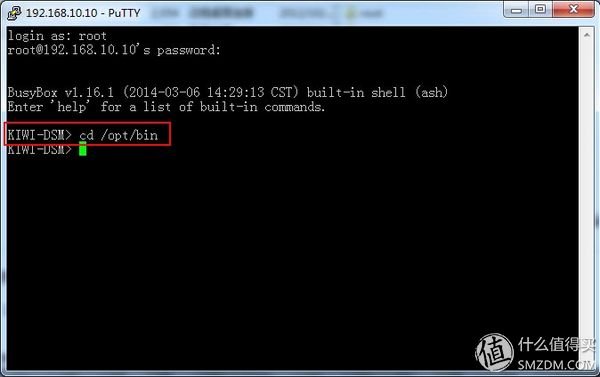 192.168.10.10 - PuTTY
login as: root
root@192.168.10.10's password:
BusyBox v1.16.1 (2014-03-06 14:29:13 CST) built-in shell (ash)
Enter 'help' for a list of built-in commands.
KIWI-DSM> cd /opt/bin
KIWI-DSM>
值 什么值得买
SMZDM.COM